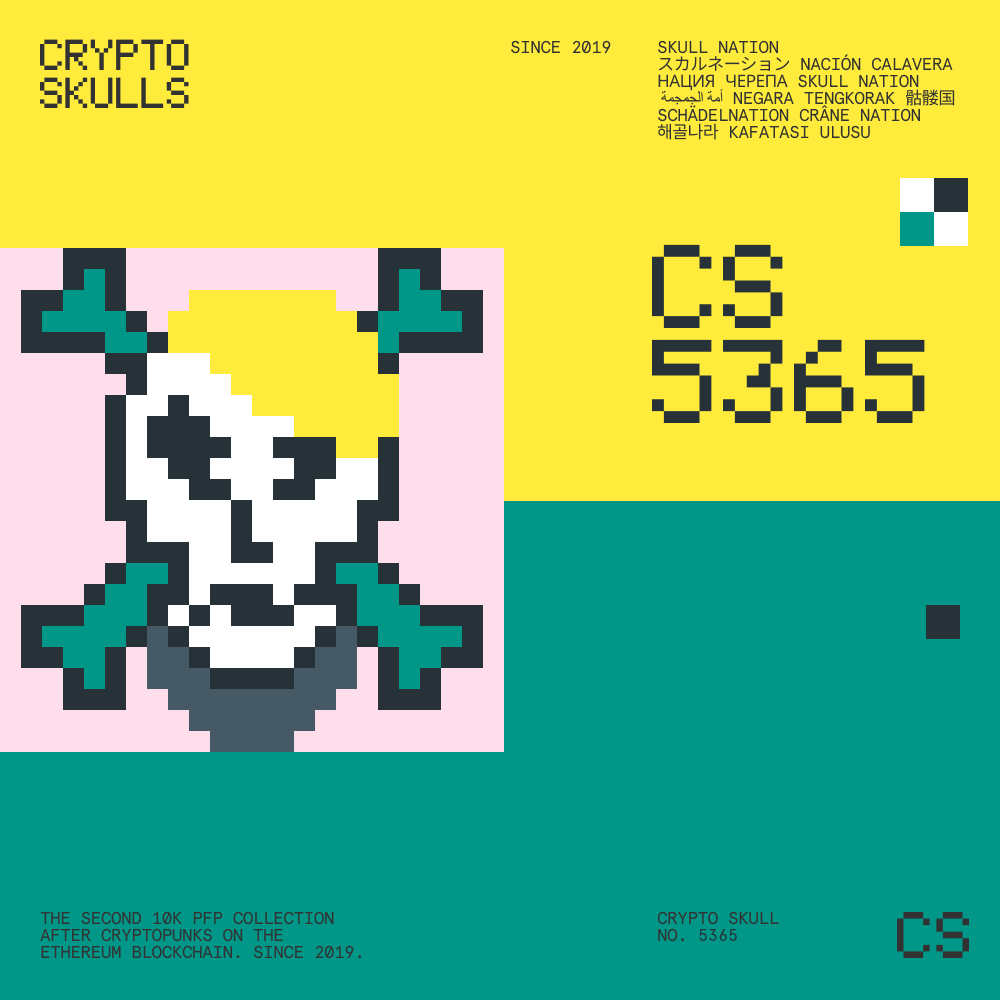 CRYPTO
SKULLS
SINCE 2019
SKULL NATION
スカルネーション NACIÓN CALAVERA
НАЦИЯ ЧЕРЕПА SKULL NATION
أمة الجمجمة NEGARA TENGKORAK 骷髅国
SCHÄDELNATION CRÂNE NATION
해골나라 KAFATASI ULUSU
CS
5365
THE SECOND 10K PFP COLLECTION
AFTER CRYPTOPUNKS ON THE
ETHEREUM BLOCKCHAIN. SINCE 2019.
CRYPTO SKULL
NO. 5365
CS